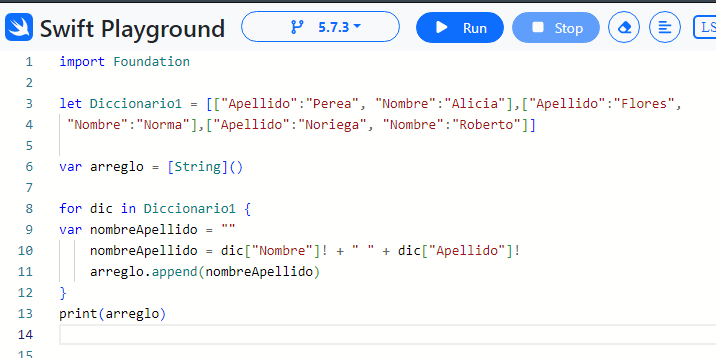 Swift Playground
5.7.3
Run
Stop
LS
1 import Foundation
2
3 let Diccionario1 = [["Apellido":"Perea", "Nombre":"Alicia"],["Apellido":"Flores",
4 "Nombre":"Norma"],["Apellido":"Noriega", "Nombre":"Roberto"]]
5
6 var arreglo = [String]()
7
8 for dic in Diccionario1 {
9 var nombreApellido = ""
10 nombreApellido = dic["Nombre"]! + " " + dic["Apellido"]!
11 arreglo.append(nombreApellido)
12 }
13 print(arreglo)
14
15